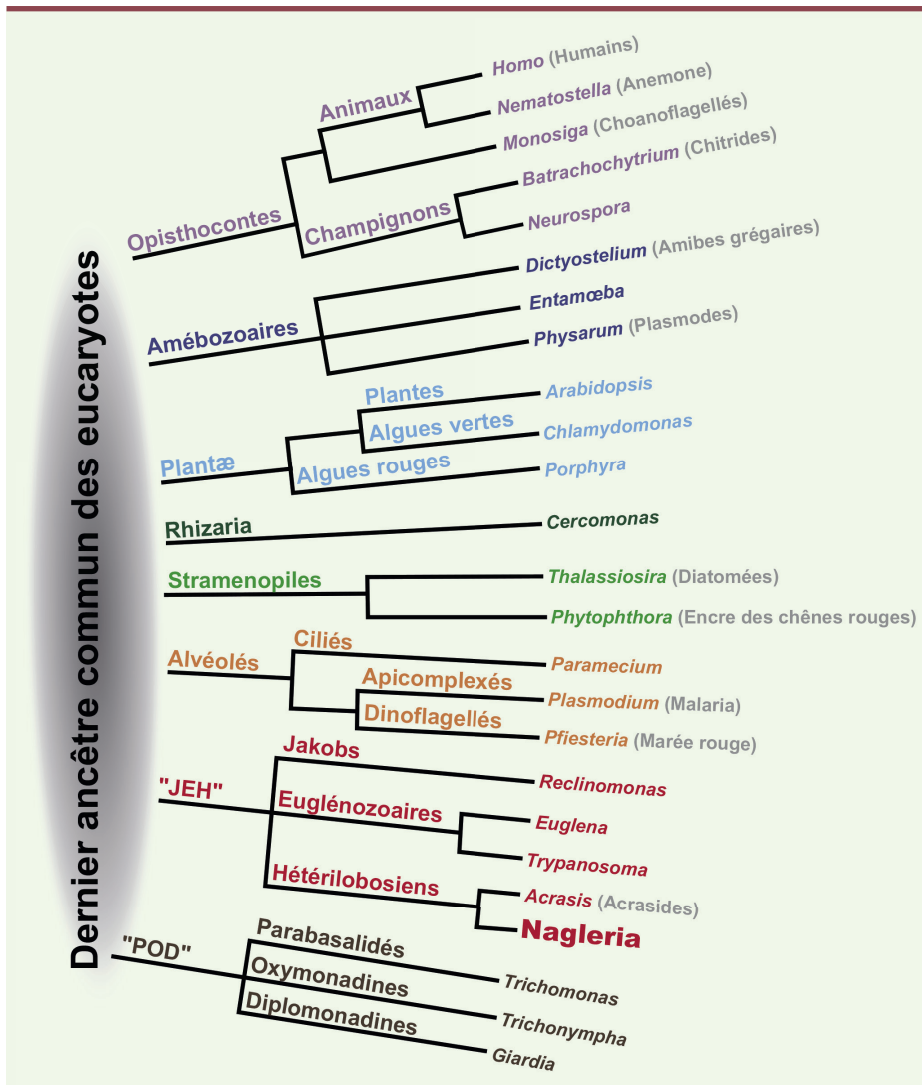 Dernier ancêtre commun des eucaryotes
Opisthocontes
Animaux
Homo (Humains)
Nematostella (Anemone)
Monosiga (Choanoflagellés)
Champignons
Batrachochytrium (Chitrides)
Neurospora
Amébozoaires
Dictyostelium (Amibes grégaires)
Entamœba
Physarum (Plasmodes)
Plantæ
Plantes
Arabidopsis
Algues vertes
Chlamydomonas
Algues rouges
Porphyra
Rhizaria
Cercomonas
Stramenopiles
Thalassiosira (Diatomées)
Phytophthora (Encre des chênes rouges)
Alvéolés
Ciliés
Paramecium
Apicomplexés
Plasmodium (Malaria)
Dinoflagellés
Pfiesteria (Marée rouge)
"JEH"
Jakobs
Reclinomonas
Euglénozoaires
Euglena
Trypanosoma
Hétérilobosiens
Acrasis (Acrasides)
Nagleria
"POD"
Parabasalidés
Trichomonas
Oxymonadines
Trichonympha
Diplomonadines
Giardia